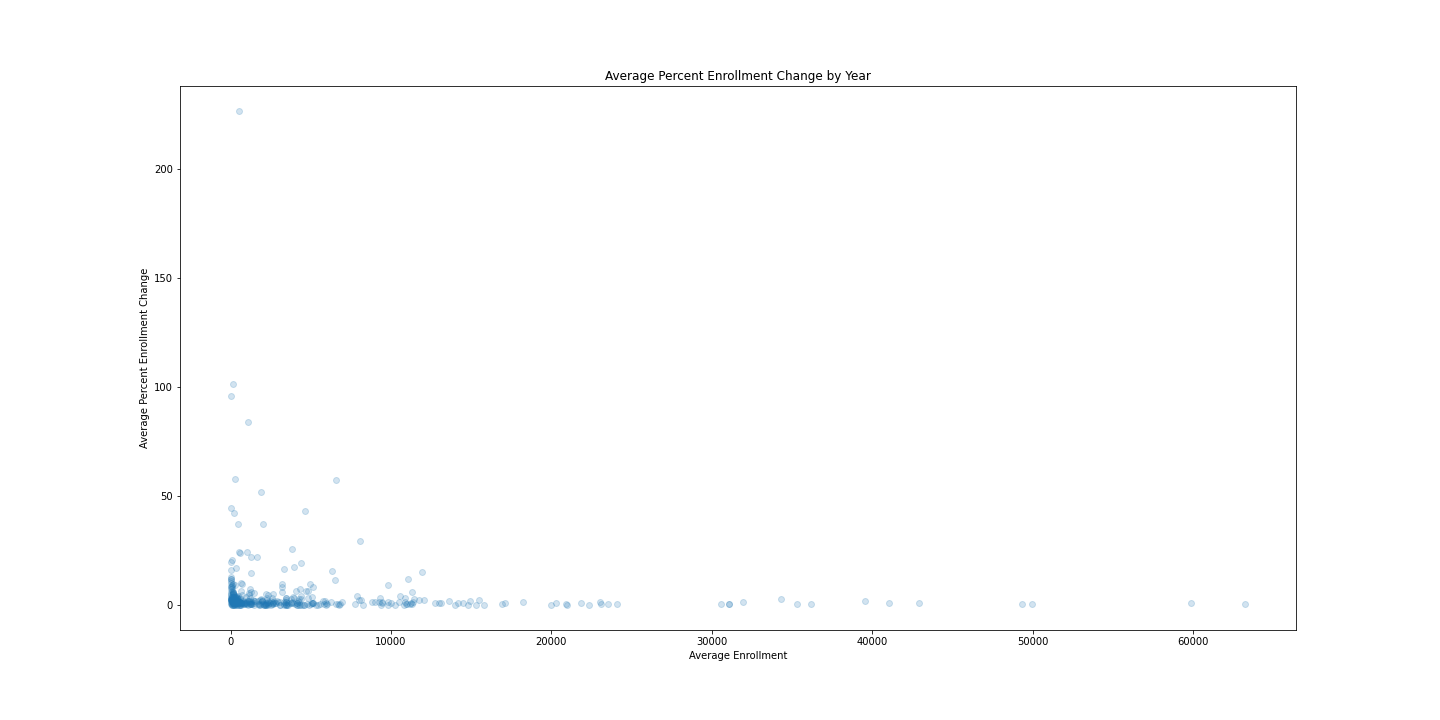 Average Percent Enrollment Change by Year
200
150
100
50
0
Average Percent Enrollment Change
0 10000 20000 30000 40000 50000 60000
Average Enrollment